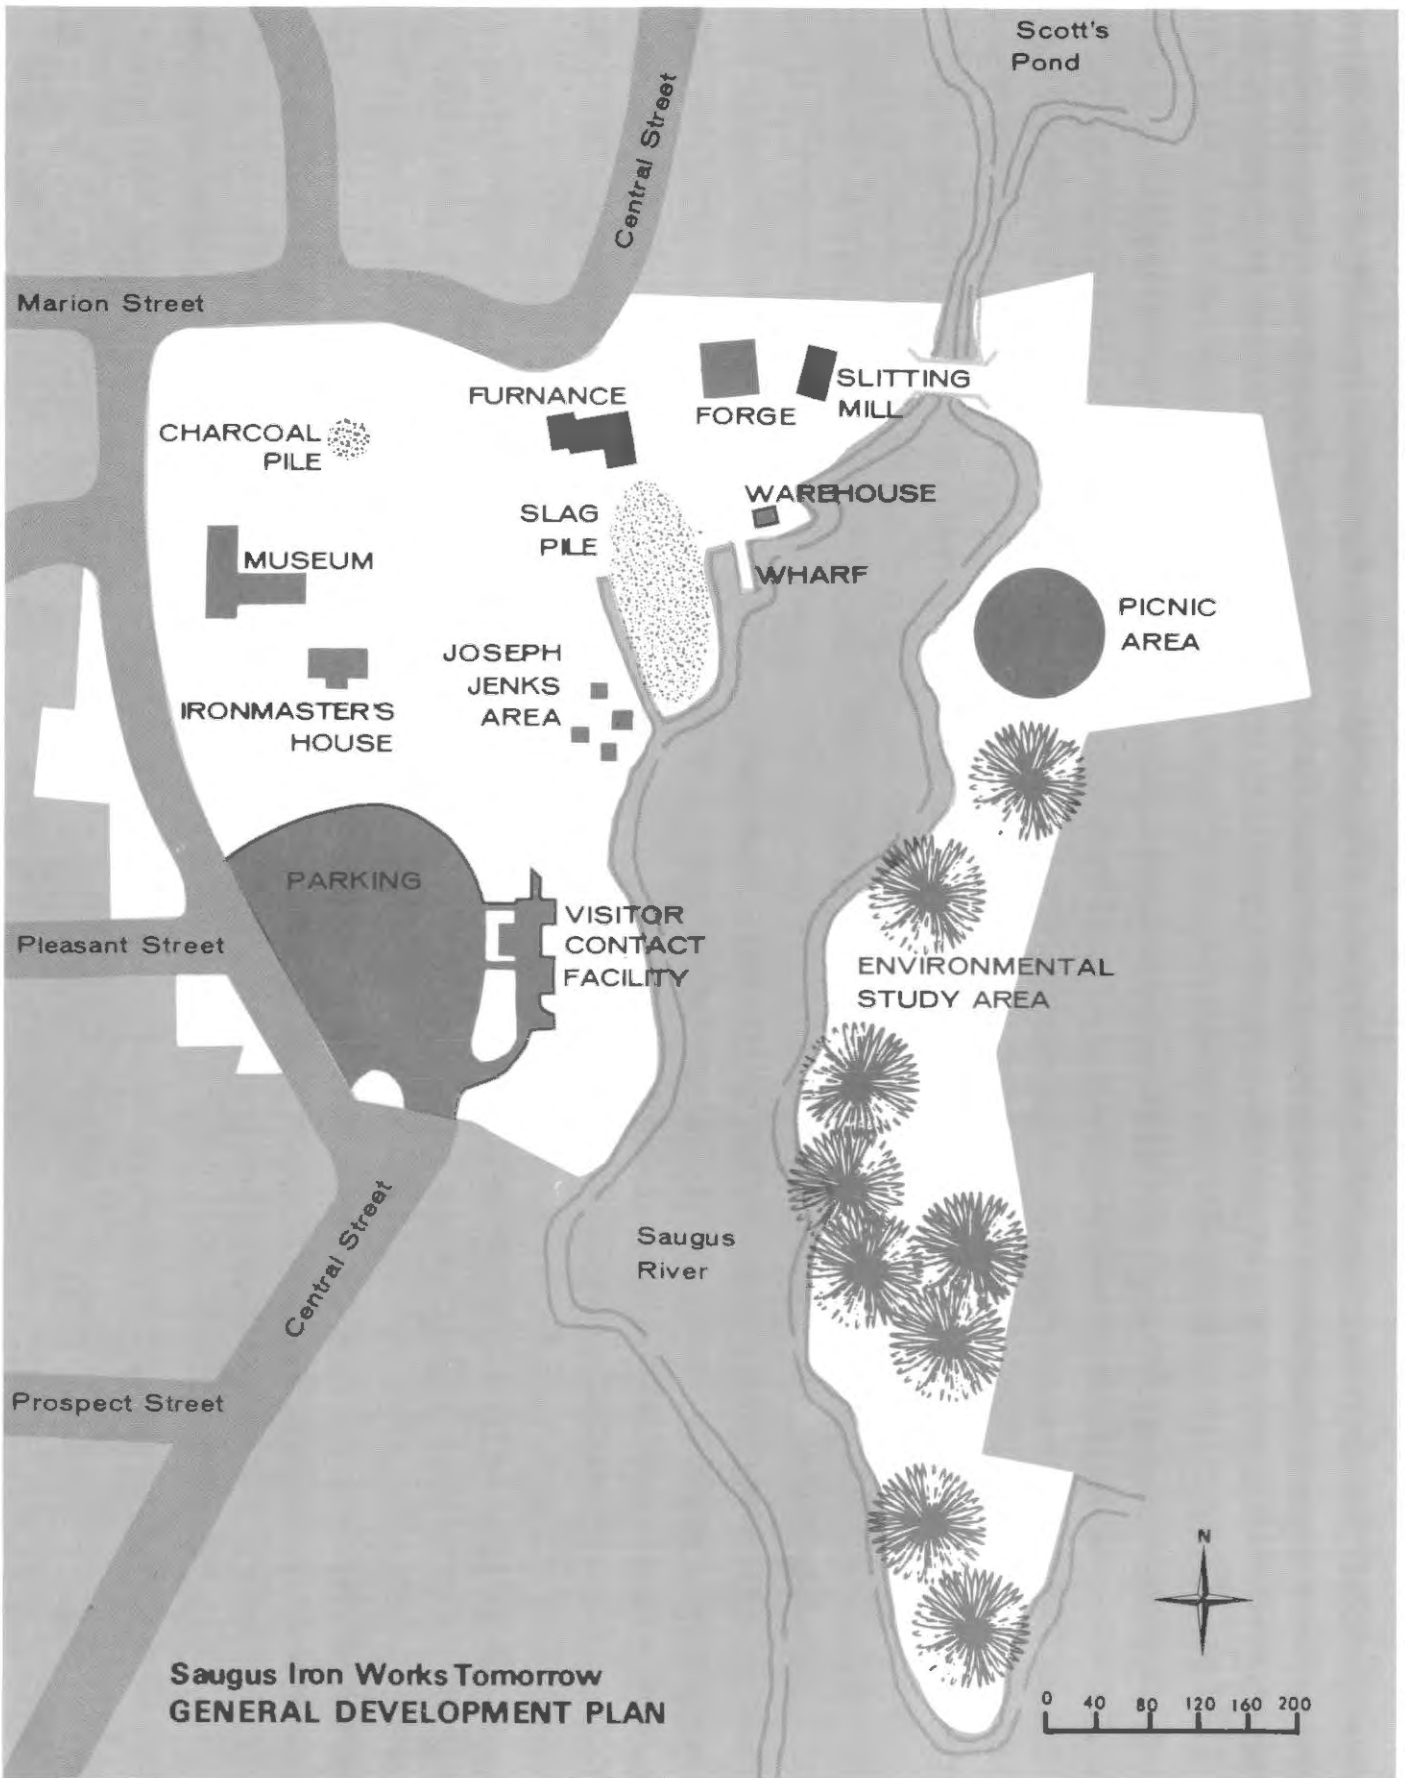 Scott's
Pond
Central Street
Marion Street
FURNANCE
SLITTING
MILL
FORGE
CHARCOAL
PILE
WAREHOUSE
SLAG
PILE
MUSEUM
WHARF
PICNIC
AREA
JOSEPH
JENKS
AREA
IRONMASTER'S
HOUSE
PARKING
VISITOR
CONTACT
FACILITY
Pleasant Street
ENVIRONMENTAL
STUDY AREA
Central Street
Saugus
River
Prospect Street
N
Saugus Iron Works Tomorrow
GENERAL DEVELOPMENT PLAN
0 40 80 120 160 200